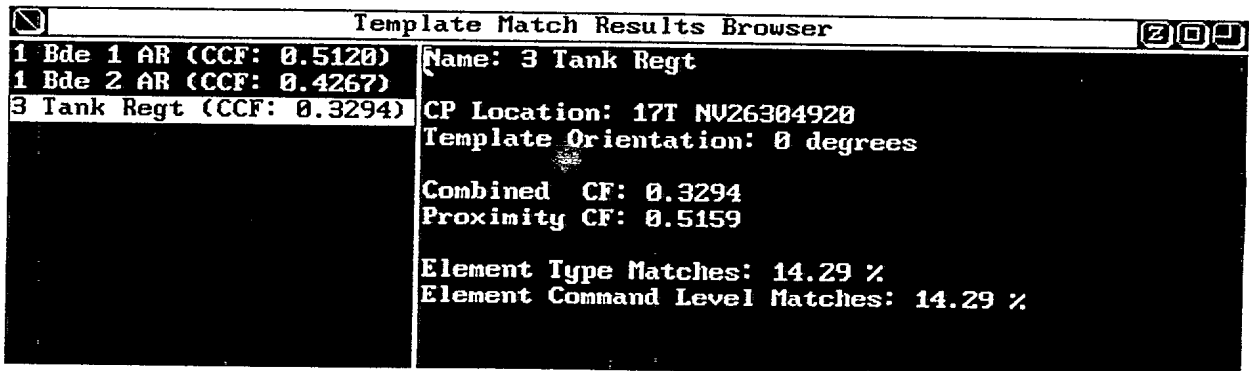 Template Match Results Browser
1 Bde 1 AR (CCF: 0.5120)
1 Bde 2 AR (CCF: 0.4267)
3 Tank Regt (CCF: 0.3294)
Name: 3 Tank Regt
CP Location: 17T NV26304920
Template Orientation: 0 degrees
Combined CF: 0.3294
Proximity CF: 0.5159
Element Type Matches: 14.29 %
Element Command Level Matches: 14.29 %